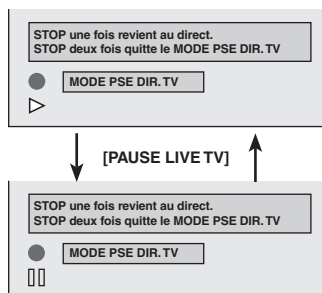 STOP une fois revient au direct.
STOP deux fois quitte le MODE PSE DIR. TV
MODE PSE DIR. TV
[PAUSE LIVE TV]
STOP une fois revient au direct.
STOP deux fois quitte le MODE PSE DIR. TV
MODE PSE DIR. TV